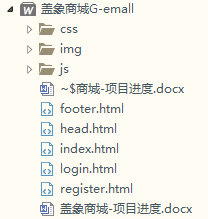 盖象商城G-emall
css
img
js
~$商城-项目进度.docx
footer.html
head.html
index.html
login.html
register.html
盖象商城-项目进度.docx